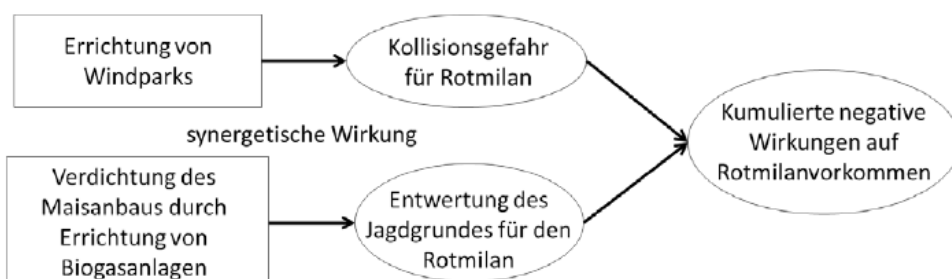 Errichtung von
Windparks
Kollisionsgefahr
für Rotmilan
synergetische Wirkung
Kumulierte negative
Wirkungen auf
Rotmilanvorkommen
Verdichtung des
Maisanbaus durch
Errichtung von
Biogasanlagen
Entwertung des
Jagdgrundes für den
Rotmilan